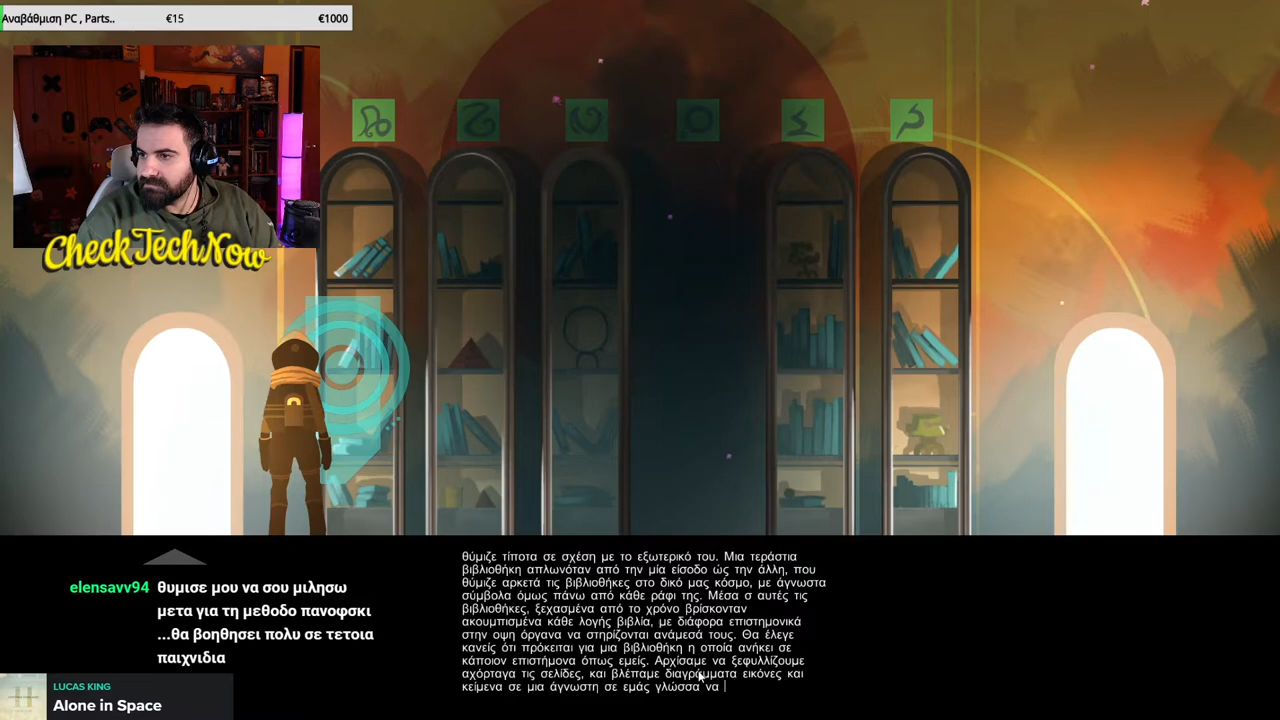 Αναβάθμιση PC , Parts.. €15 €1000
CheckTechNow
θύμιζε τίποτα σε σχέση με το εξωτερικό του. Μια τεράστια
βιβλιοθήκη απλωνόταν από την μία είσοδο ώς την άλλη, που
θύμιζε αρκετά τις βιβλιοθήκες στο δικό μας κόσμο, με άγνωστα
σύμβολα όμως πάνω από κάθε ράφι της. Μέσα σ αυτές τις
βιβλιοθήκες, ξεχασμένα από το χρόνο βρίσκονταν
ακουμπισμένα κάθε λογής βιβλία, με διάφορα επιστημονικά
στην οψη όργανα να στηρίζονται ανάμεσά τους. Θα έλεγε
κανείς ότι πρόκειται για μια βιβλιοθήκη η οποία ανήκει σε
κάποιον επιστήμονα όπως εμείς. Αρχίσαμε να ξεφυλλίζουμε
αχόρταγα τις σελίδες, και βλέπαμε διαγράμματα εικόνες και
κείμενα σε μια άγνωστη σε εμάς γλώσσα να
elensavv94 θυμισε μου να σου μιλησω
μετα για τη μεθοδο πανοφσκι
...θα βοηθησει πολυ σε τετοια
παιχνιδια
LUCAS KING
Alone in Space